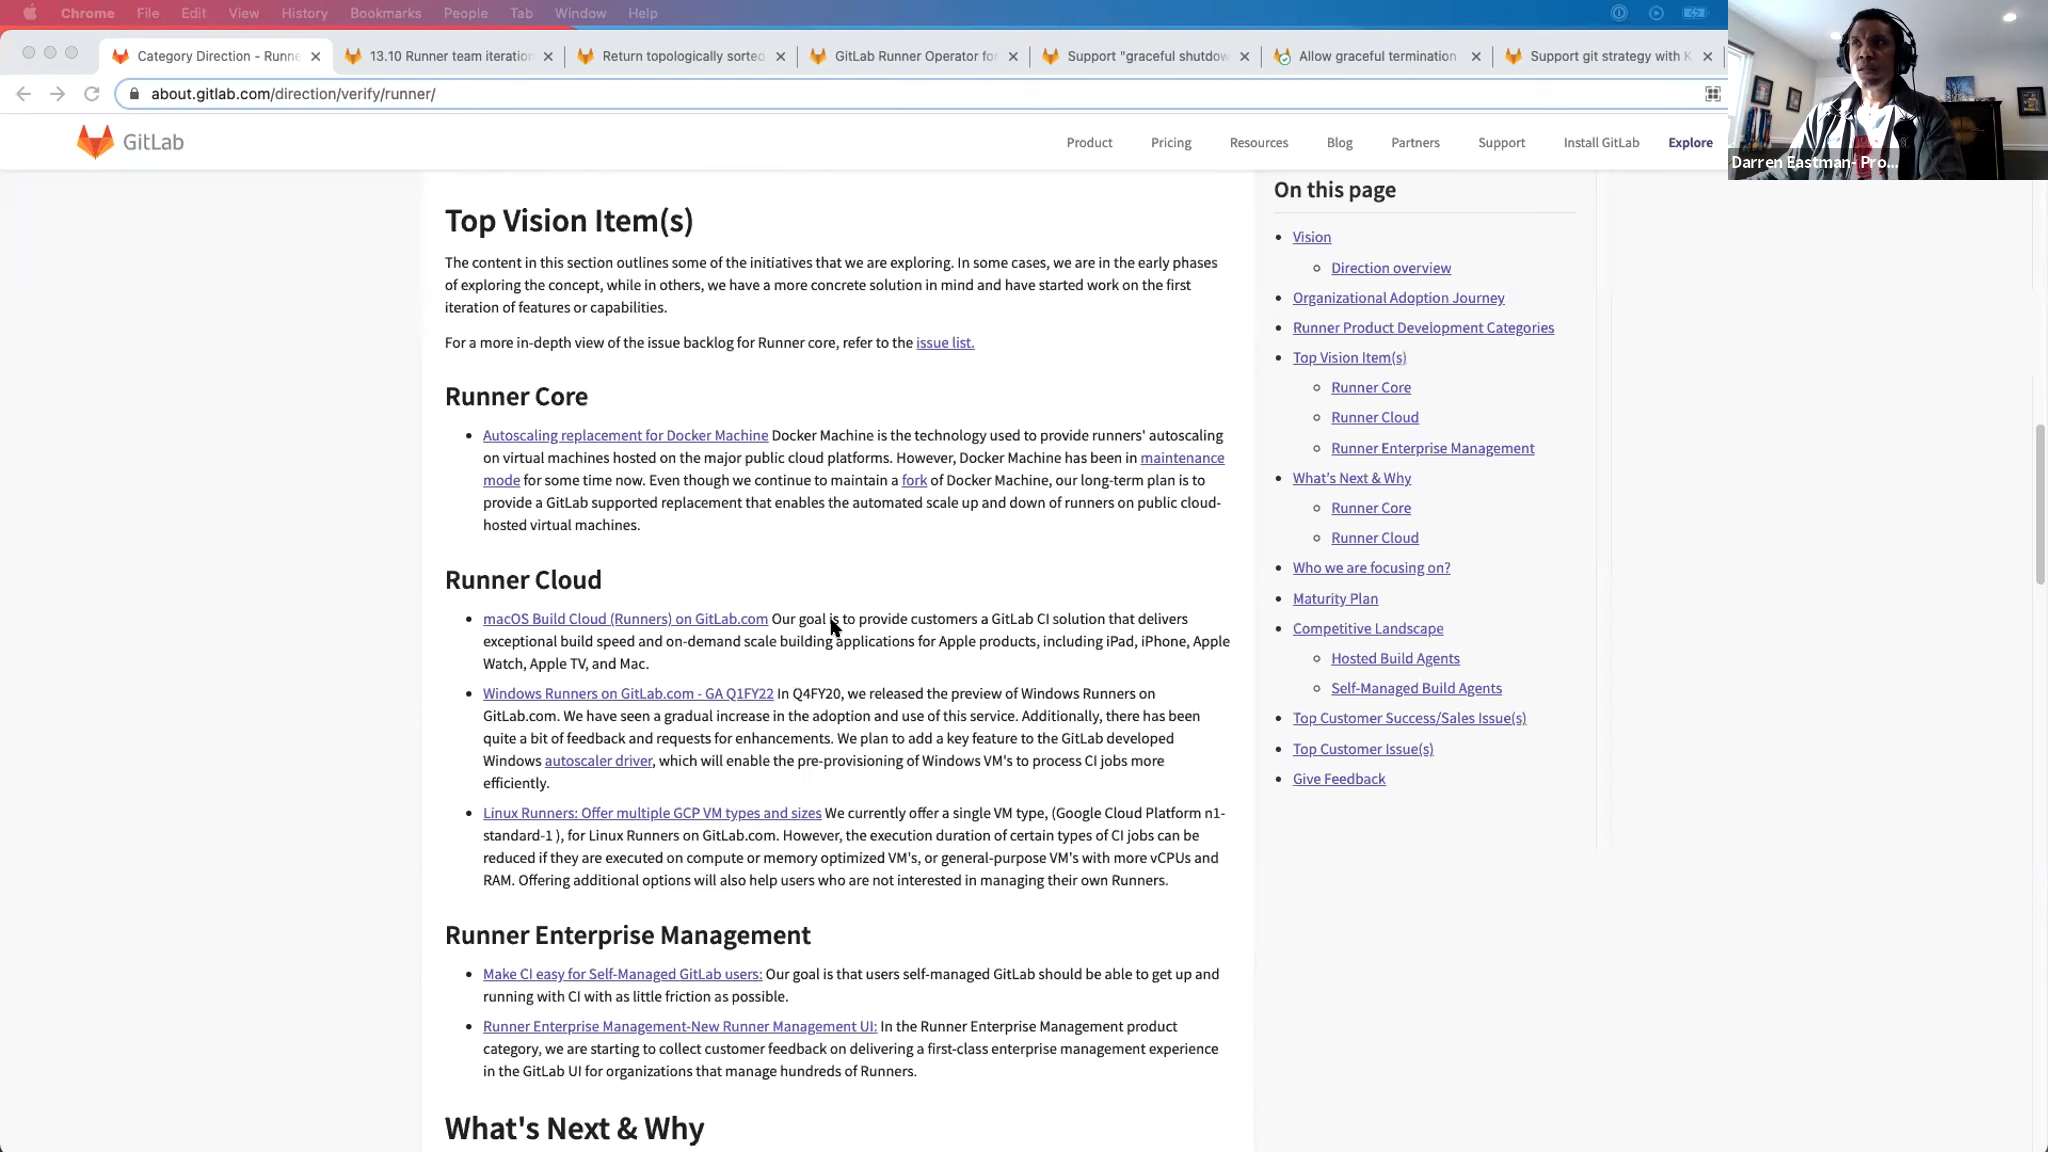 Chrome File Edit View History Bookmarks People Tab Window Help
Category Direction - Runne
13.10 Runner team iteration
Return topologically sorted
GitLab Runner Operator for
Support "graceful shutdow
Allow graceful termination
Support git strategy with K
about.gitlab.com/direction/verify/runner/
GitLab
Product Pricing Resources Blog Partners Support Install GitLab Explore
Darren Eastman- Pro...
Top Vision Item(s)
The content in this section outlines some of the initiatives that we are exploring. In some cases, we are in the early phases
of exploring the concept, while in others, we have a more concrete solution in mind and have started work on the first
iteration of features or capabilities.
For a more in-depth view of the issue backlog for Runner core, refer to the issue list.
Runner Core
Autoscaling replacement for Docker Machine Docker Machine is the technology used to provide runners' autoscaling
on virtual machines hosted on the major public cloud platforms. However, Docker Machine has been in maintenance
mode for some time now. Even though we continue to maintain a fork of Docker Machine, our long-term plan is to
provide a GitLab supported replacement that enables the automated scale up and down of runners on public cloud-
hosted virtual machines.
Runner Cloud
macOS Build Cloud (Runners) on GitLab.com Our goal is to provide customers a GitLab CI solution that delivers
exceptional build speed and on-demand scale building applications for Apple products, including iPad, iPhone, Apple
Watch, Apple TV, and Mac.
Windows Runners on GitLab.com - GA Q1FY22 In Q4FY20, we released the preview of Windows Runners on
GitLab.com. We have seen a gradual increase in the adoption and use of this service. Additionally, there has been
quite a bit of feedback and requests for enhancements. We plan to add a key feature to the GitLab developed
Windows autoscaler driver, which will enable the pre-provisioning of Windows VM's to process CI jobs more
efficiently.
Linux Runners: Offer multiple GCP VM types and sizes We currently offer a single VM type, (Google Cloud Platform n1-
standard-1 ), for Linux Runners on GitLab.com. However, the execution duration of certain types of CI jobs can be
reduced if they are executed on compute or memory optimized VM's, or general-purpose VM's with more vCPUs and
RAM. Offering additional options will also help users who are not interested in managing their own Runners.
Runner Enterprise Management
Make CI easy for Self-Managed GitLab users: Our goal is that users self-managed GitLab should be able to get up and
running with CI with as little friction as possible.
Runner Enterprise Management-New Runner Management UI: In the Runner Enterprise Management product
category, we are starting to collect customer feedback on delivering a first-class enterprise management experience
in the GitLab UI for organizations that manage hundreds of Runners.
What's Next & Why
On this page
Vision
Direction overview
Organizational Adoption Journey
Runner Product Development Categories
Top Vision Item(s)
Runner Core
Runner Cloud
Runner Enterprise Management
What's Next & Why
Runner Core
Runner Cloud
Who we are focusing on?
Maturity Plan
Competitive Landscape
Hosted Build Agents
Self-Managed Build Agents
Top Customer Success/Sales Issue(s)
Top Customer Issue(s)
Give Feedback